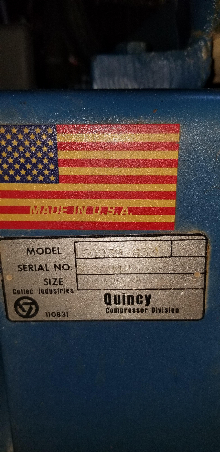 MADE IN U.S.A.
MODEL
SERIAL NO.
SIZE
Coltec Industries
Quincy
Compressor Division
110831